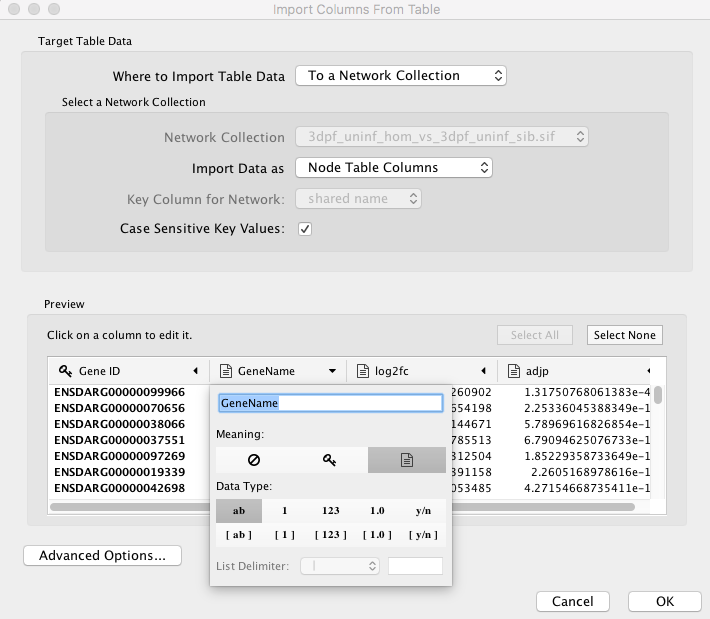 Import Columns From Table
Target Table Data
Where to Import Table Data To a Network Collection
Select a Network Collection
Network Collection 3dpf_uninf_hom_vs_3dpf_uninf_sib.sif
Import Data as Node Table Columns
Key Column for Network: shared name
Case Sensitive Key Values:
Preview
Click on a column to edit it. Select All Select None
Gene ID GeneName log2fc adjp
ENSDARG00000099966 260902 1.31750768061383e-4
ENSDARG00000070656 654198 2.25336045388349e-1
ENSDARG00000038066 144671 5.78969616826854e-1
ENSDARG00000037551 785513 6.79094625076733e-1
ENSDARG00000097269 312504 1.85229358733649e-1
ENSDARG00000019339 391158 2.2605168978616e-1
ENSDARG00000042698 053485 4.27154668735411e-1
GeneName
Meaning:
Data Type:
ab 1 123 1.0 y/n
[ ab ] [ 1 ] [ 123 ] [ 1.0 ] [ y/n ]
List Delimiter: |
Advanced Options...
Cancel OK